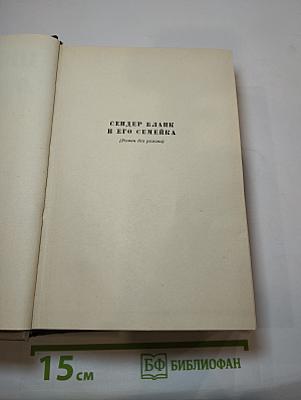 СЕНДЕР БЛАНК
И ЕГО СЕМЕЙКА
(Роман без романа)
15 см
БФ БИБЛИОФАН